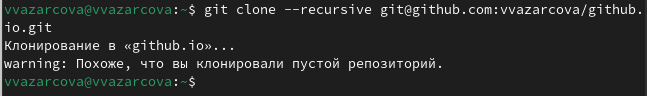 vvazarcova@vvazarcova:~$ git clone --recursive git@github.com:vvazarcova/github.
io.git
Клонирование в «github.io»...
warning: Похоже, что вы клонировали пустой репозиторий.
vvazarcova@vvazarcova:~$